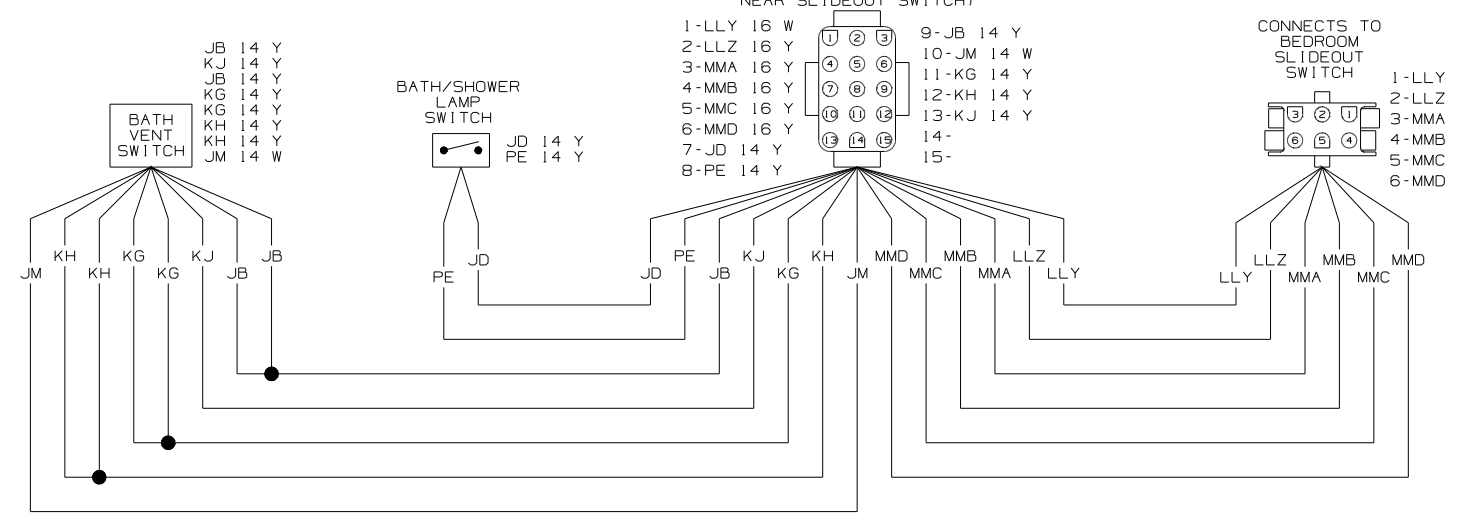 NEAR SLIDEOUT SWITCH)
JB 14 Y
KJ 14 Y
JB 14 Y
KG 14 Y
KG 14 Y
KH 14 Y
KH 14 Y
JM 14 W
BATH
VENT
SWITCH
BATH/SHOWER
LAMP
SWITCH
JD 14 Y
PE 14 Y
1-LLY 16 W
2-LLZ 16 Y
3-MMA 16 Y
4-MMB 16 Y
5-MMC 16 Y
6-MMD 16 Y
7-JD 14 Y
8-PE 14 Y
1 2 3
4 5 6
7 8 9
10 11 12
13 14 15
9-JB 14 Y
10-JM 14 W
11-KG 14 Y
12-KH 14 Y
13-KJ 14 Y
14-
15-
CONNECTS TO
BEDROOM
SLIDEOUT
SWITCH
3 2 1
6 5 4
1-LLY
2-LLZ
3-MMA
4-MMB
5-MMC
6-MMD
JM KH KH KG KG KJ JB JB
PE JD
JD PE JB KJ KG KH JM MMD MMC MMB MMA LLZ LLY
LLY LLZ MMA MMB MMC MMD